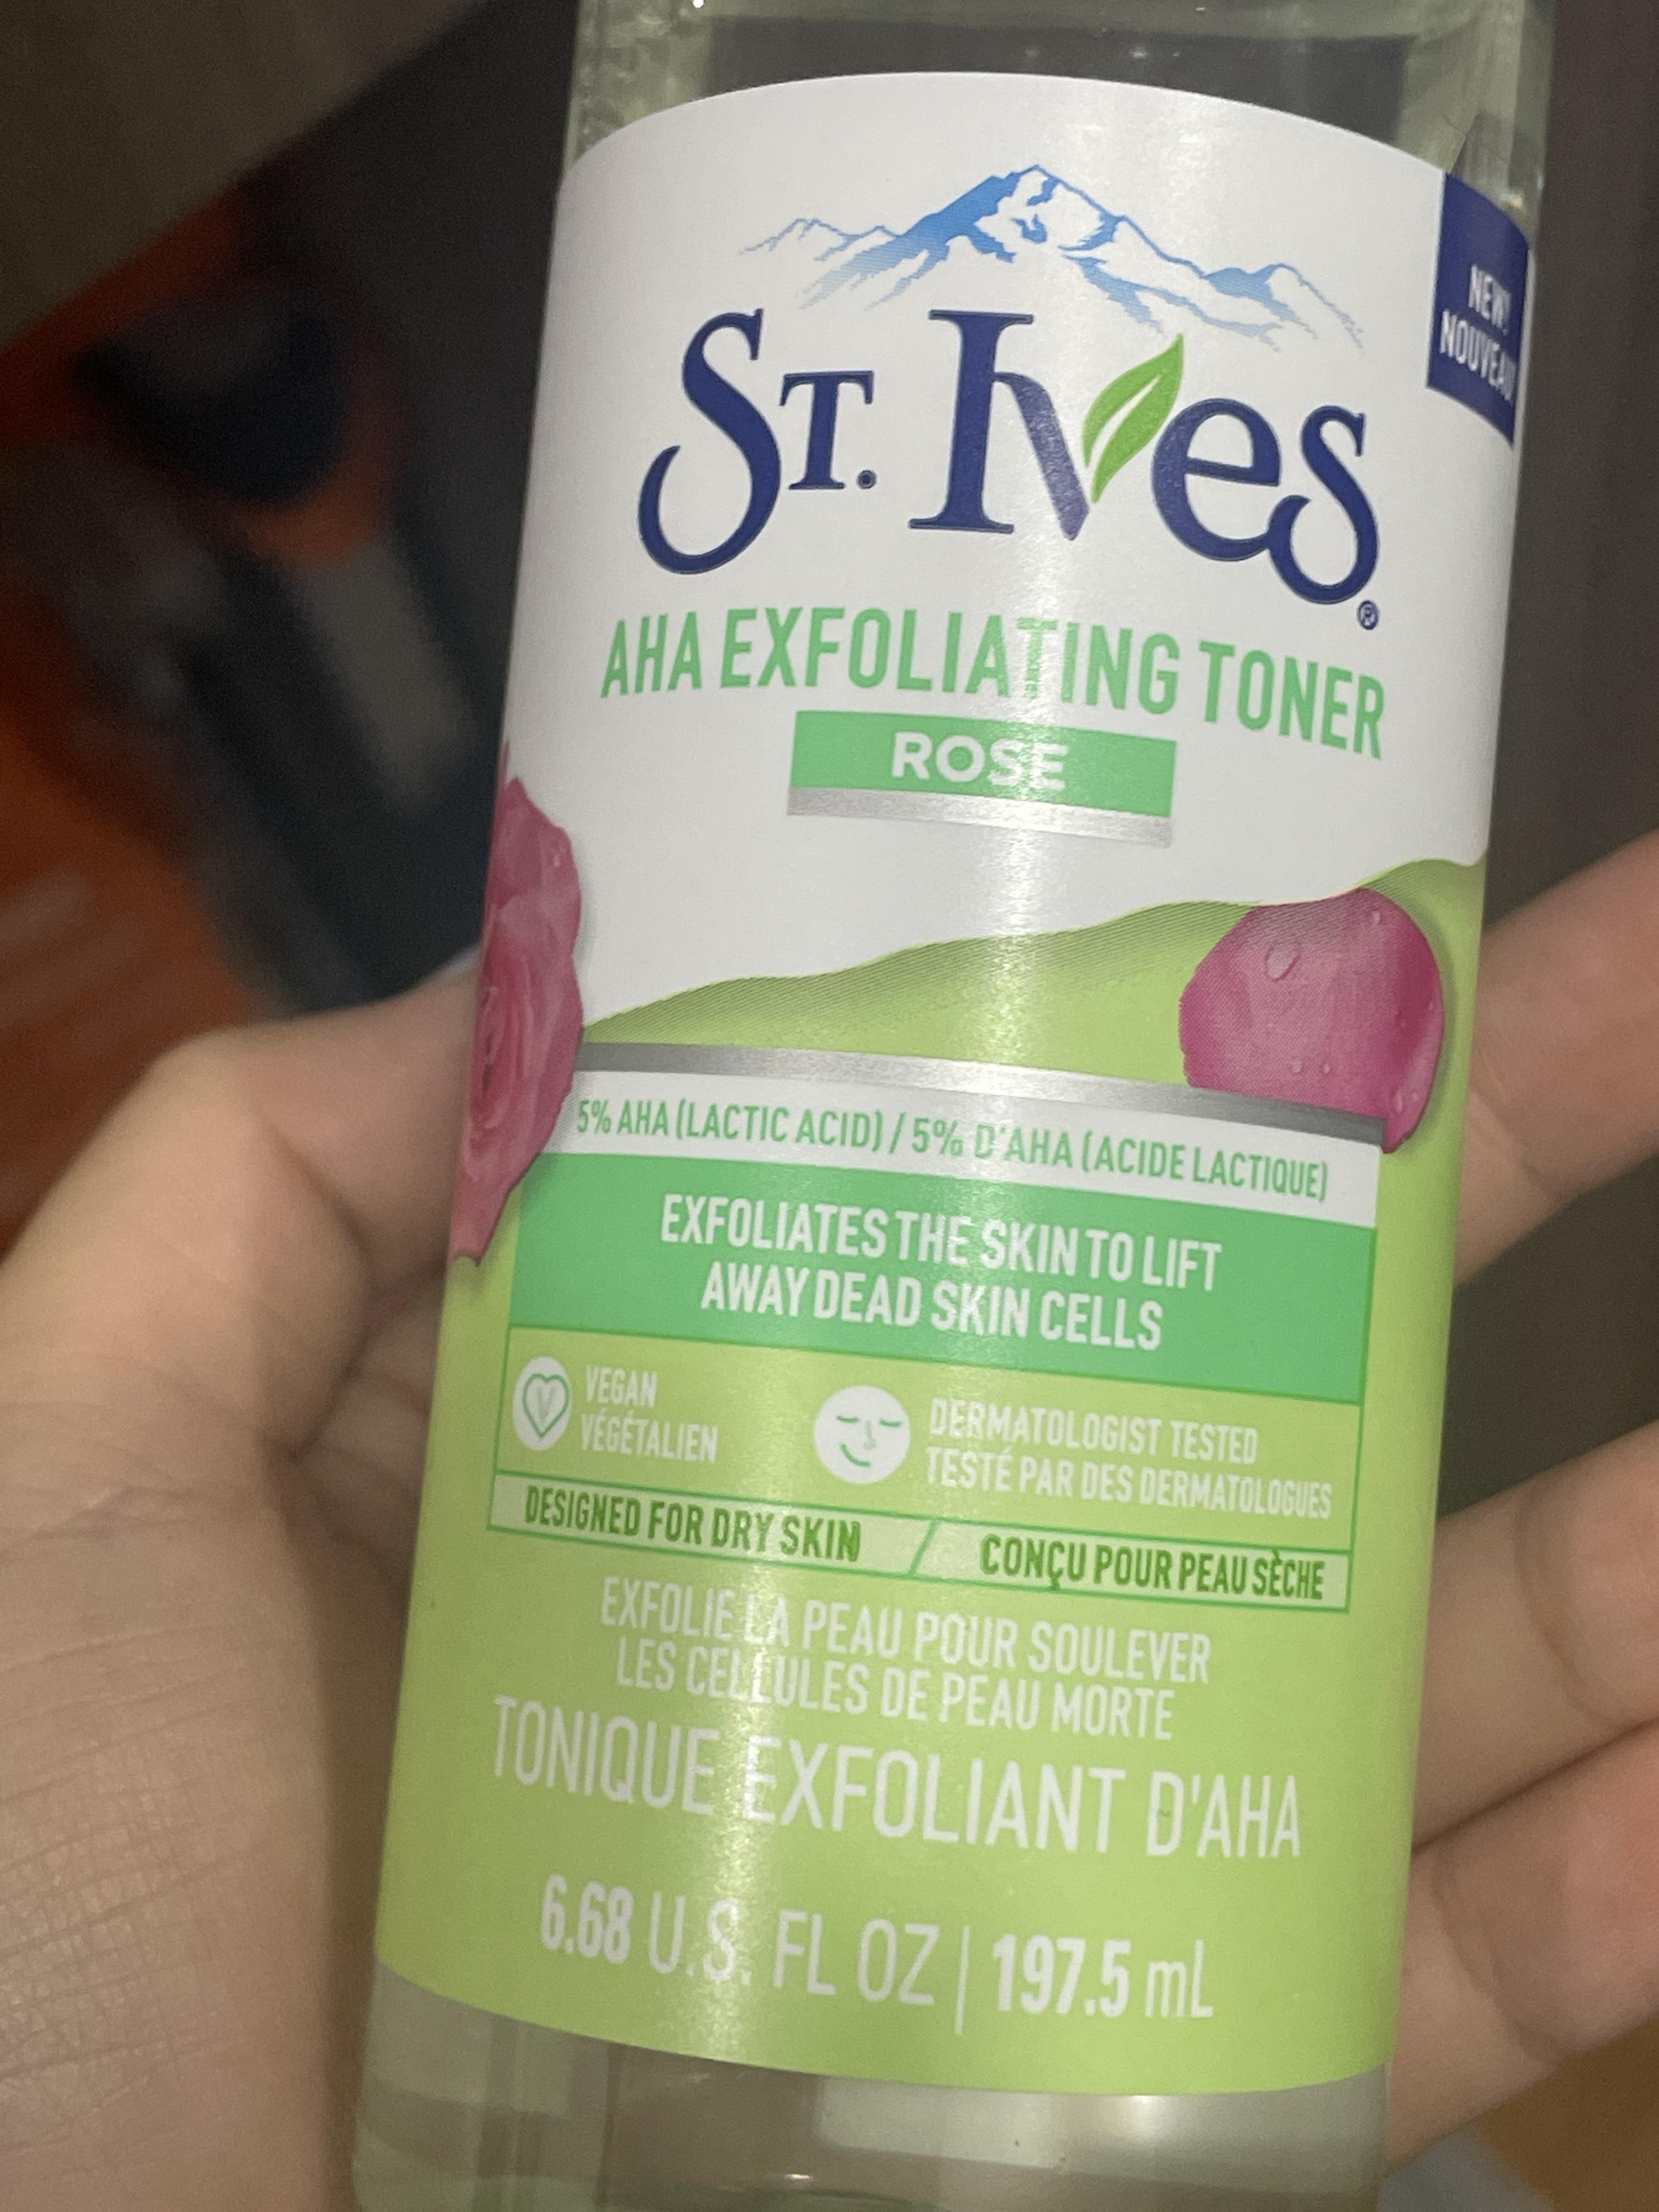 ST. IVES®
NEW!
NOUVEAU
AHA EXFOLIATING TONER
ROSE
5% AHA (LACTIC ACID) / 5% D'AHA (ACIDE LACTIQUE)
EXFOLIATES THE SKIN TO LIFT
AWAY DEAD SKIN CELLS
VEGAN
VÉGÉTALIEN
DERMATOLOGIST TESTED
TESTÉ PAR DES DERMATOLOGUES
DESIGNED FOR DRY SKIN / CONÇU POUR PEAU SÈCHE
EXFOLIE LA PEAU POUR SOULEVER
LES CELLULES DE PEAU MORTE
TONIQUE EXFOLIANT D'AHA
6.68 U.S. FL OZ | 197.5 mL